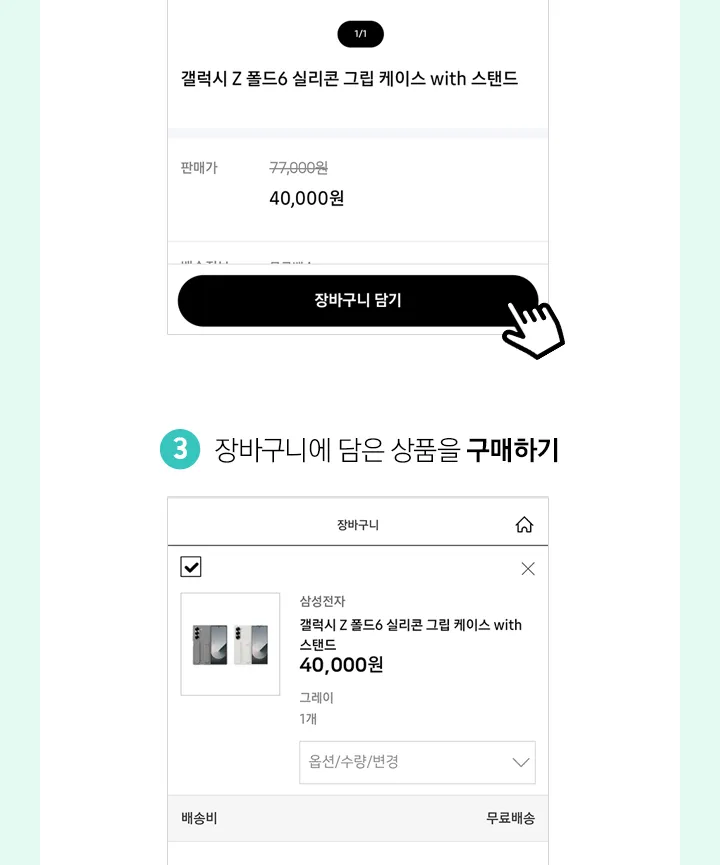 1/1
갤럭시 Z 폴드6 실리콘 그립 케이스 with 스탠드
판매가
77,000원
40,000원
장바구니 담기
3 장바구니에 담은 상품을 구매하기
장바구니
삼성전자
갤럭시 Z 폴드6 실리콘 그립 케이스 with
스탠드
40,000원
그레이
1개
옵션/수량/변경
배송비 무료배송